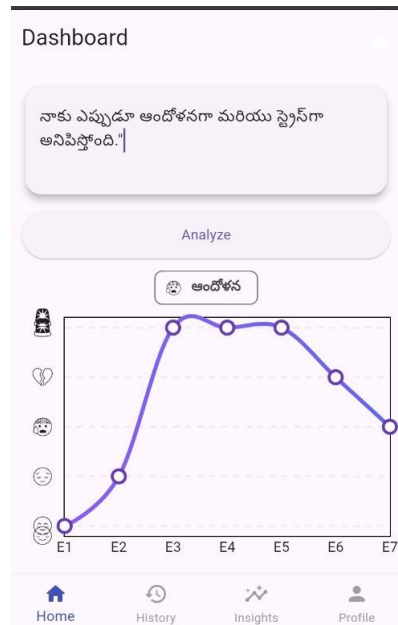 Dashboard
నాకు ఎప్పుడూ ఆందోళనగా మరియు స్ట్రెస్‌గా
అనిపిస్తోంది."
Analyze
ఆందోళన
E1 E2 E3 E4 E5 E6 E7
Home History Insights Profile